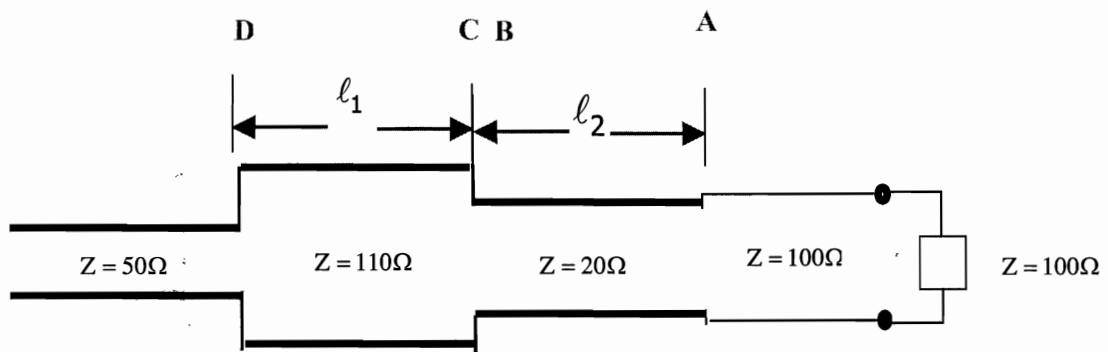 D C B A
ℓ₁ ℓ₂
Z = 50Ω Z = 110Ω Z = 20Ω Z = 100Ω Z = 100Ω